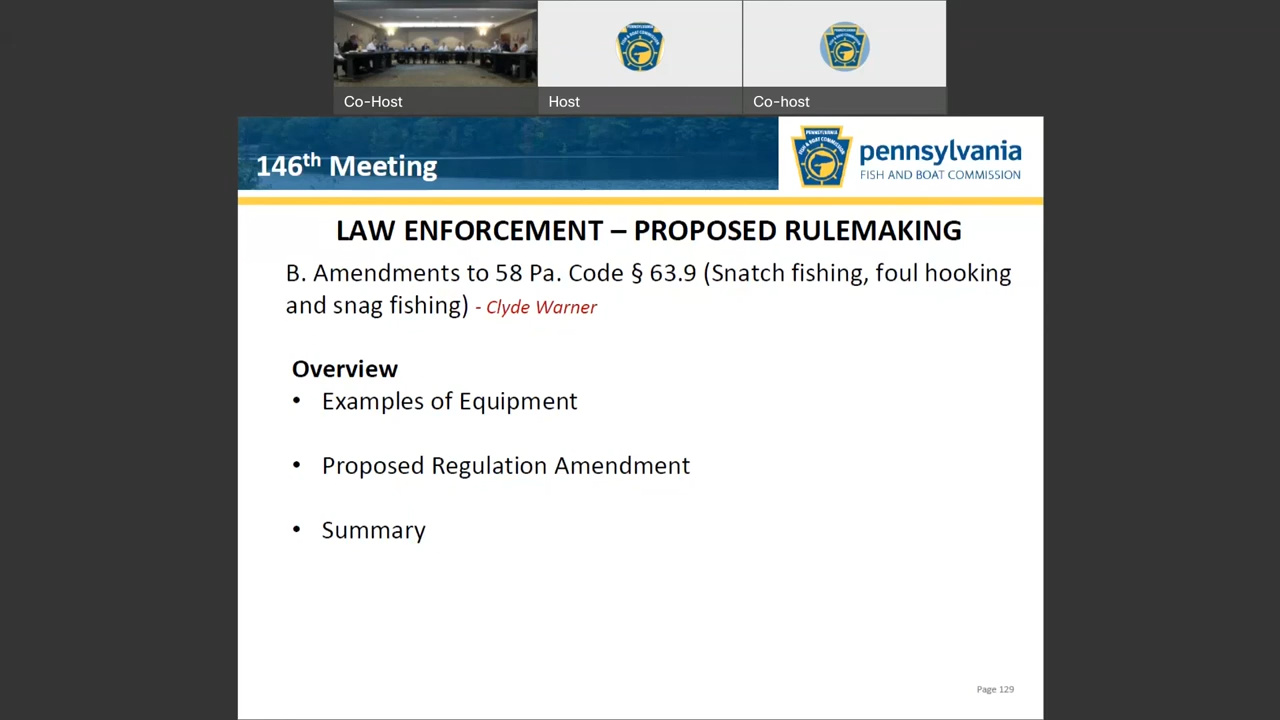 Co-Host
Host
Co-host
146th Meeting
pennsylvania
FISH AND BOAT COMMISSION
LAW ENFORCEMENT – PROPOSED RULEMAKING
B. Amendments to 58 Pa. Code § 63.9 (Snatch fishing, foul hooking
and snag fishing) - Clyde Warner
Overview
• Examples of Equipment
• Proposed Regulation Amendment
• Summary
Page 129